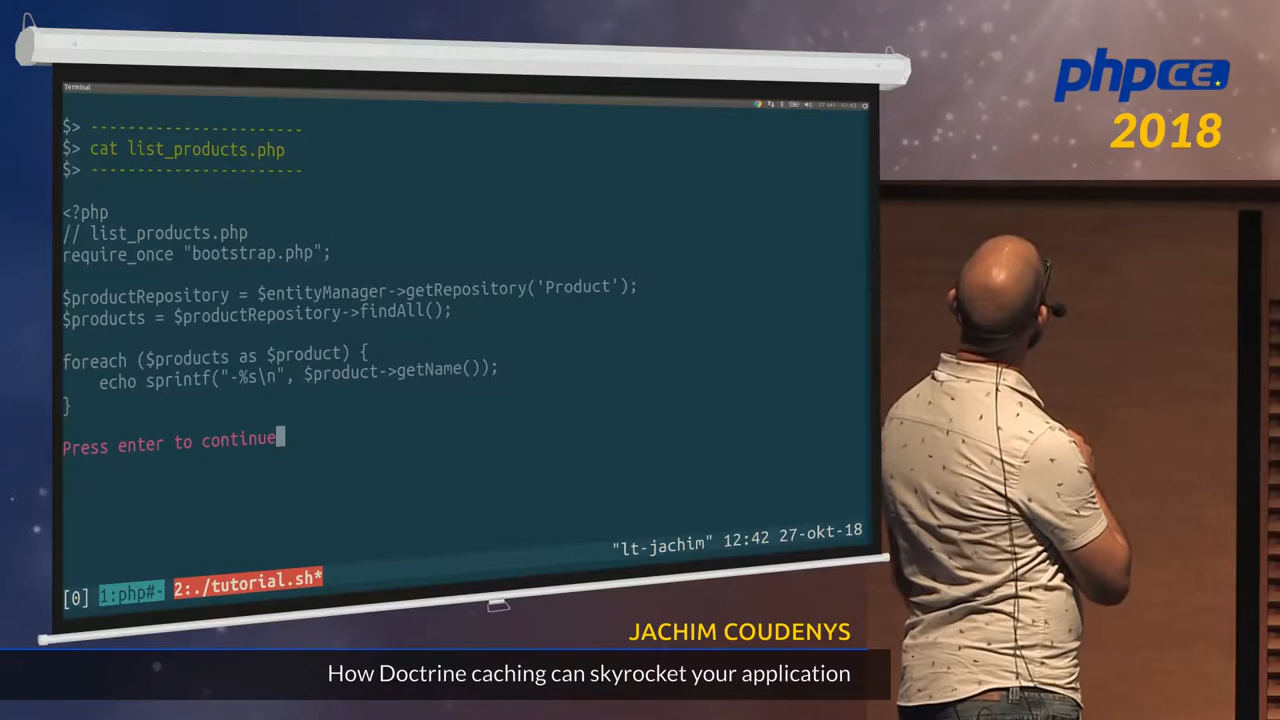 Terminal
$> -----------------------
$> cat list_products.php
$> -----------------------
<?php
// list_products.php
require_once "bootstrap.php";
$productRepository = $entityManager->getRepository('Product');
$products = $productRepository->findAll();
foreach ($products as $product) {
echo sprintf("-%s\n", $product->getName());
}
Press enter to continue
"lt-jachim" 12:42 27-okt-18
[0] 1:php#- 2:./tutorial.sh*
phpCE
2018
JACHIM COUDENYS
How Doctrine caching can skyrocket your application